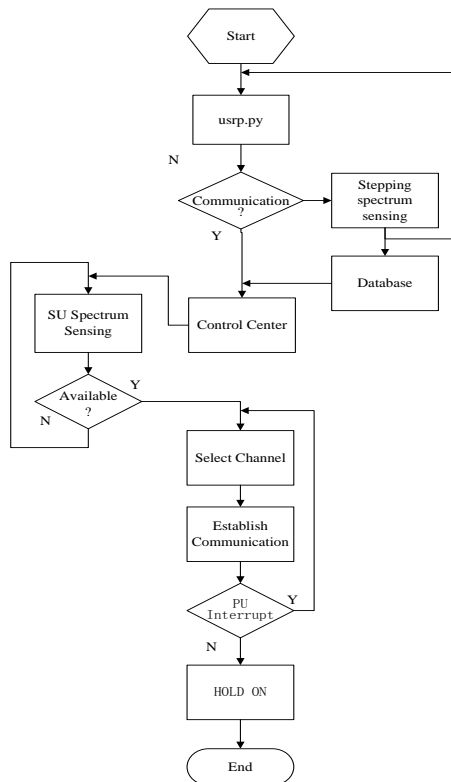 Start
usrp.py
N
Communication
?
Stepping
spectrum
sensing
Y
Database
SU Spectrum
Sensing
Control Center
Available
?
Y
N
Select Channel
Establish
Communication
PU
Interrupt
Y
N
HOLD ON
End